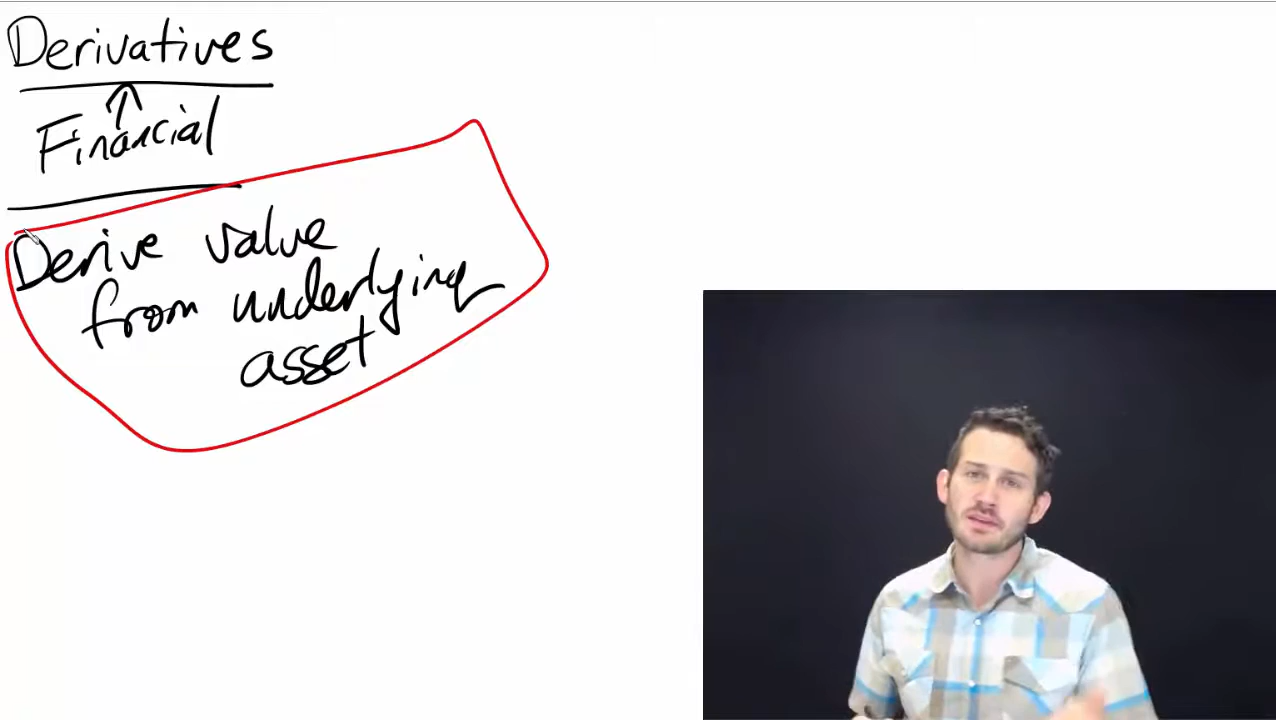 Derivatives
Financial
Derive value
from underlying
asset